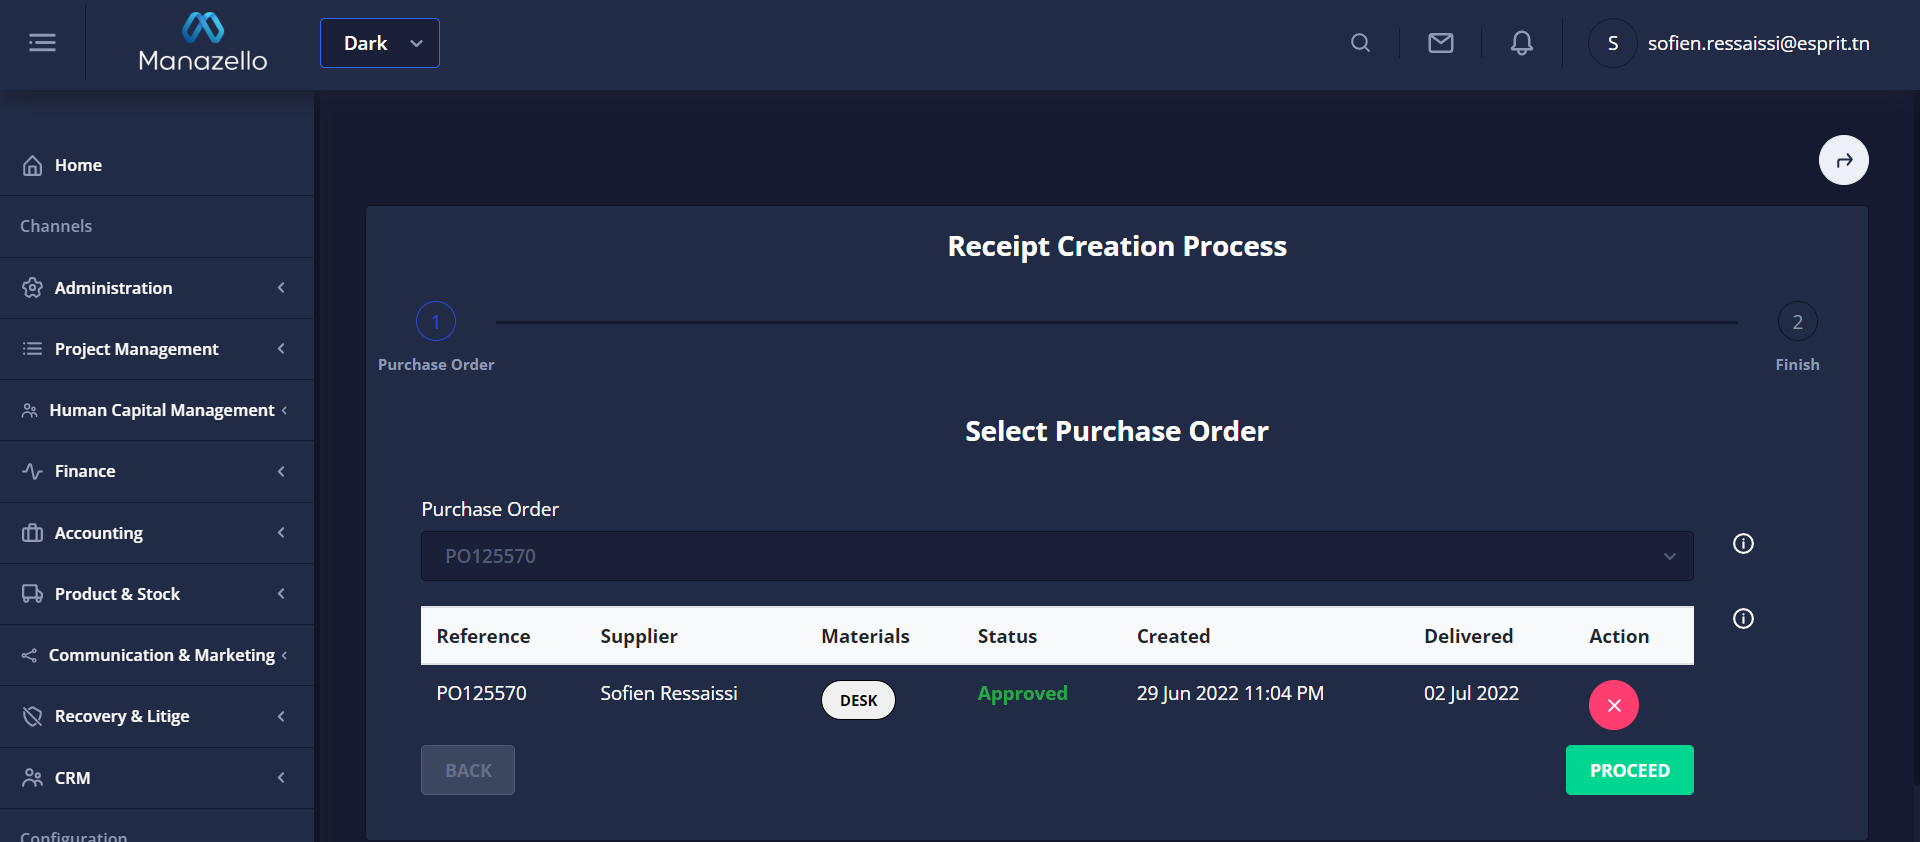 Manazello
Dark
S
sofien.ressaissi@esprit.tn
Home
Channels
Administration
Project Management
Human Capital Management
Finance
Accounting
Product & Stock
Communication & Marketing
Recovery & Litige
CRM
Configuration
Receipt Creation Process
1
2
Purchase Order
Finish
Select Purchase Order
Purchase Order
PO125570
Reference Supplier Materials Status Created Delivered Action
PO125570 Sofien Ressaissi DESK Approved 29 Jun 2022 11:04 PM 02 Jul 2022
BACK
PROCEED